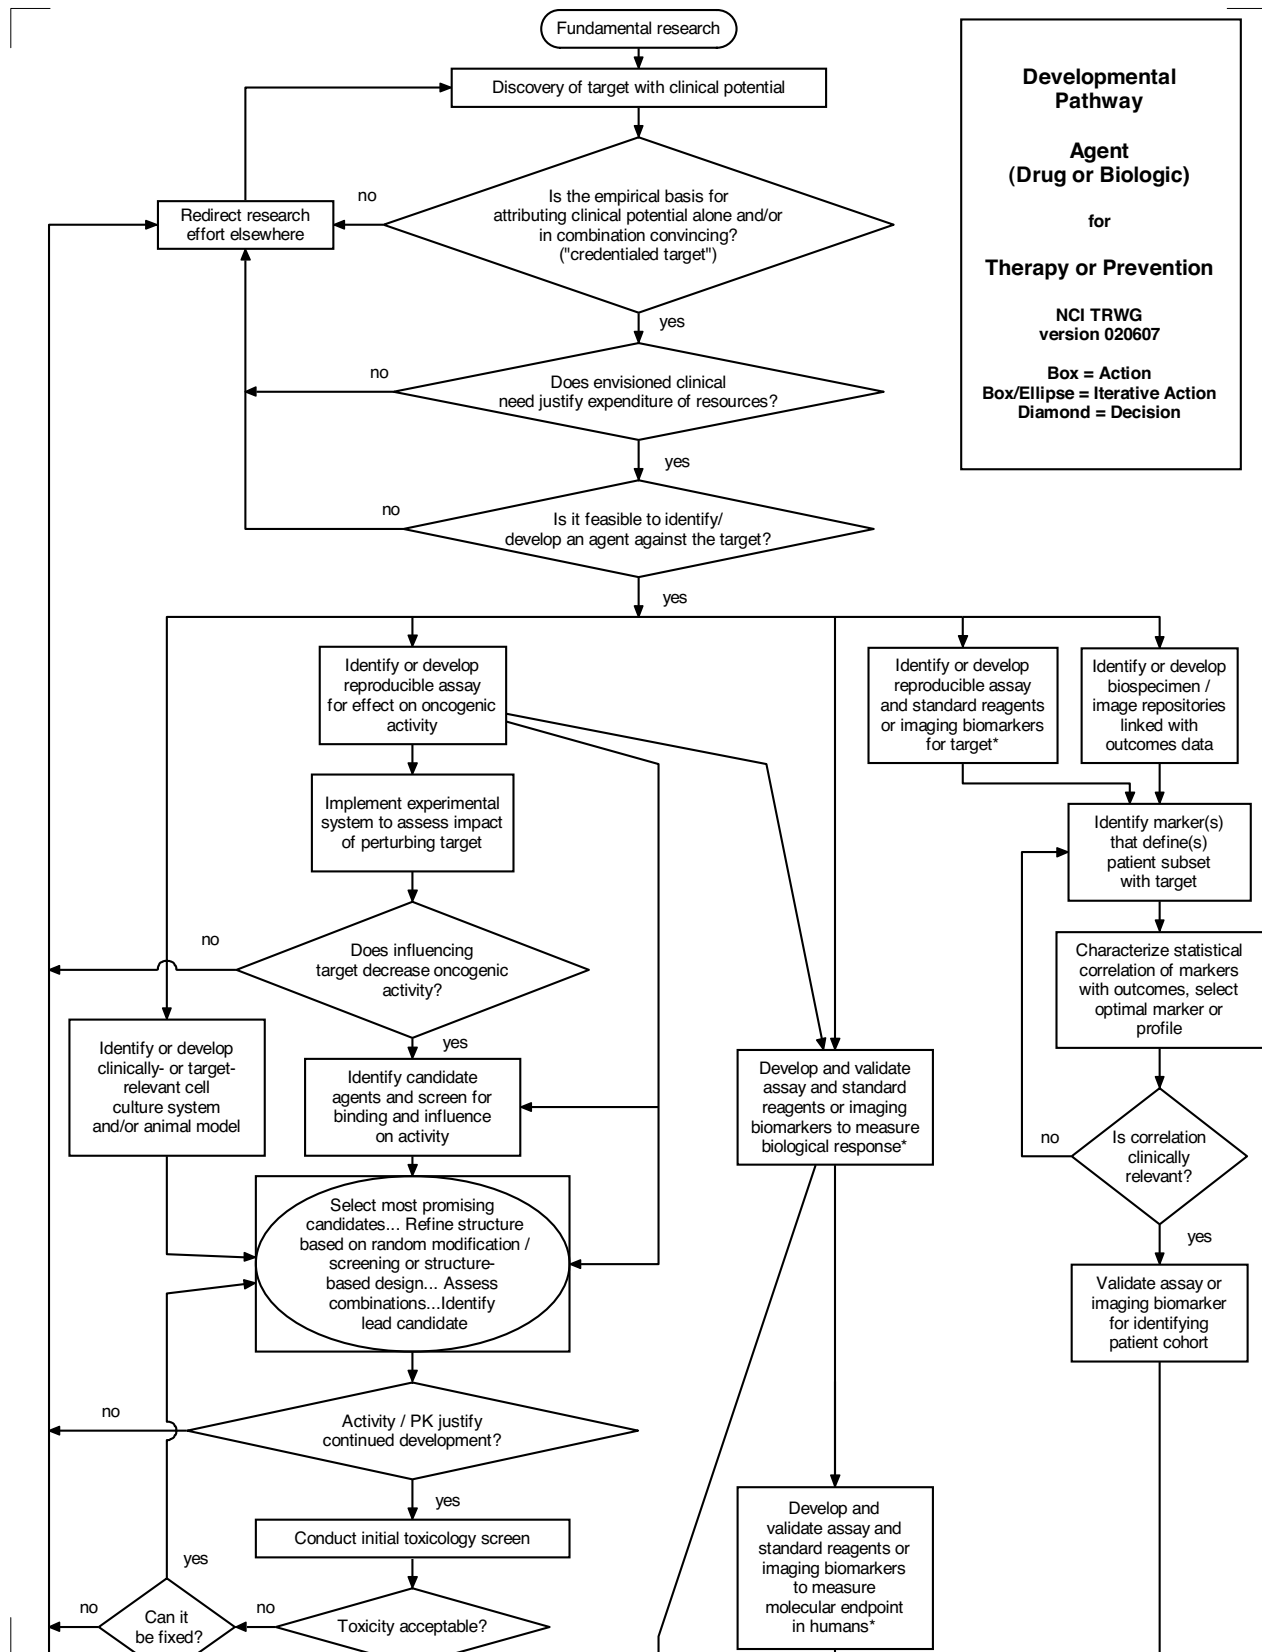 Fundamental research
Discovery of target with clinical potential
Developmental
Pathway
Agent
(Drug or Biologic)
for
Therapy or Prevention
NCI TRWG
version 020607
Box = Action
Box/Ellipse = Iterative Action
Diamond = Decision
Is the empirical basis for
attributing clinical potential alone and/or
in combination convincing?
("credentialed target")
no
Redirect research
effort elsewhere
yes
Does envisioned clinical
need justify expenditure of resources?
no
yes
Is it feasible to identify/
develop an agent against the target?
no
yes
Identify or develop
reproducible assay
for effect on oncogenic
activity
Identify or develop
reproducible assay
and standard reagents
or imaging biomarkers
for target*
Identify or develop
biospecimen /
image repositories
linked with
outcomes data
Implement experimental
system to assess impact
of perturbing target
Identify marker(s)
that define(s)
patient subset
with target
no
Does influencing
target decrease oncogenic
activity?
yes
Characterize statistical
correlation of markers
with outcomes, select
optimal marker or
profile
Identify or develop
clinically- or target-
relevant cell
culture system
and/or animal model
Identify candidate
agents and screen for
binding and influence
on activity
Develop and validate
assay and standard
reagents or imaging
biomarkers to measure
biological response*
no
Is correlation
clinically
relevant?
yes
Select most promising
candidates... Refine structure
based on random modification /
screening or structure-
based design... Assess
combinations...Identify
lead candidate
Validate assay or
imaging biomarker
for identifying
patient cohort
no
Activity / PK justify
continued development?
yes
Conduct initial toxicology screen
Develop and
validate assay and
standard reagents or
imaging biomarkers
to measure
molecular endpoint
in humans*
yes
no
Can it
be fixed?
no
Toxicity acceptable?